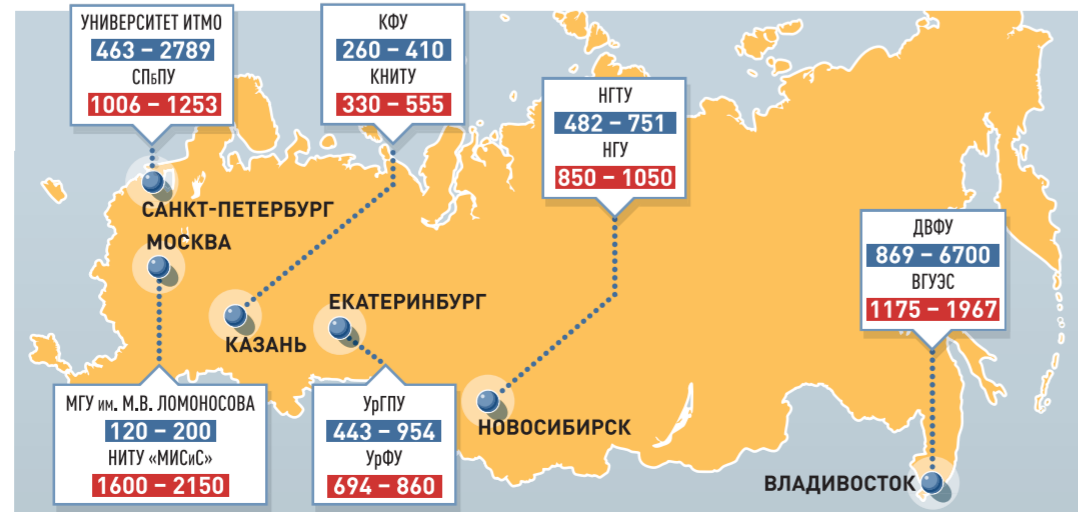 УНИВЕРСИТЕТ ИТМО
463 – 2789
СПбПУ
1006 – 1253
КФУ
260 – 410
КНИТУ
330 – 555
НГТУ
482 – 751
НГУ
850 – 1050
ДВФУ
869 – 6700
ВГУЭС
1175 – 1967
САНКТ-ПЕТЕРБУРГ
МОСКВА
КАЗАНЬ
ЕКАТЕРИНБУРГ
НОВОСИБИРСК
ВЛАДИВОСТОК
МГУ им. М.В. ЛОМОНОСОВА
120 – 200
НИТУ «МИСиС»
1600 – 2150
УрГПУ
443 – 954
УрФУ
694 – 860